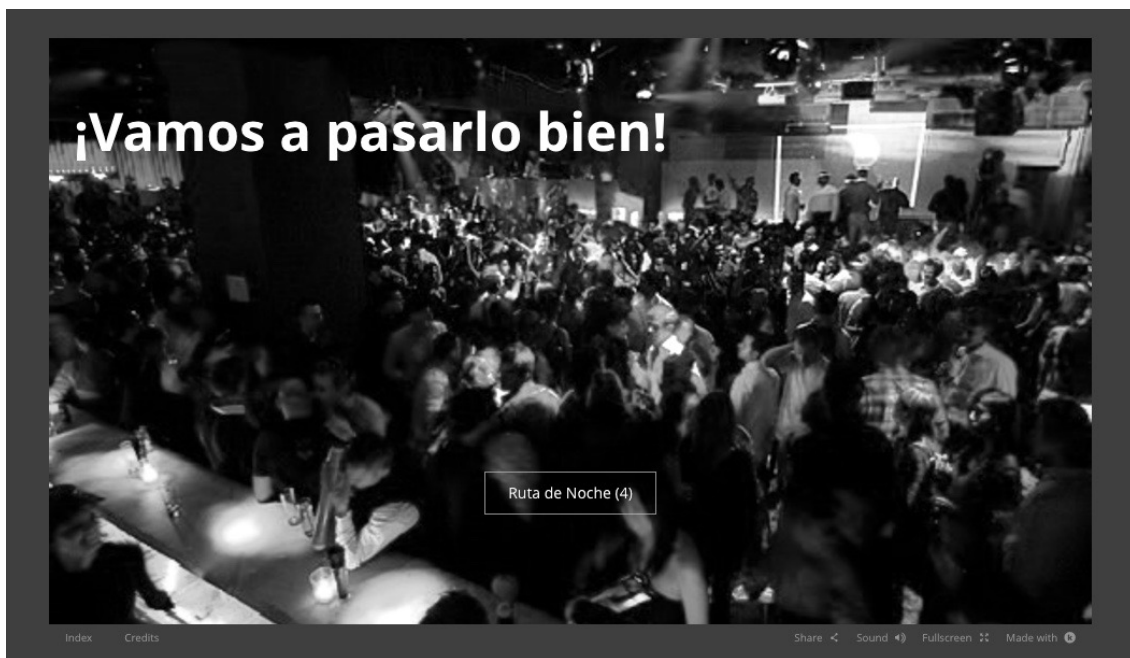 ¡Vamos a pasarlo bien!
Ruta de Noche (4)
Index Credits Share Sound Fullscreen Made with